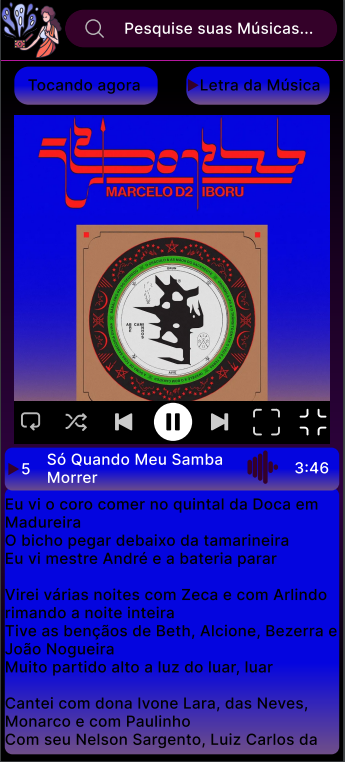 Pesquise suas Músicas...
Tocando agora
Letra da Música
MARCELO D2 IBORU
5
Só Quando Meu Samba
Morrer
3:46
Eu vi o coro comer no quintal da Doca em
Madureira
O bicho pegar debaixo da tamarineira
Eu vi mestre André e a bateria parar
Virei várias noites com Zeca e com Arlindo
rimando a noite inteira
Tive as bençãos de Beth, Alcione, Bezerra e
João Nogueira
Muito partido alto a luz do luar, luar
Cantei com dona Ivone Lara, das Neves,
Monarco e com Paulinho
Com seu Nelson Sargento, Luiz Carlos da